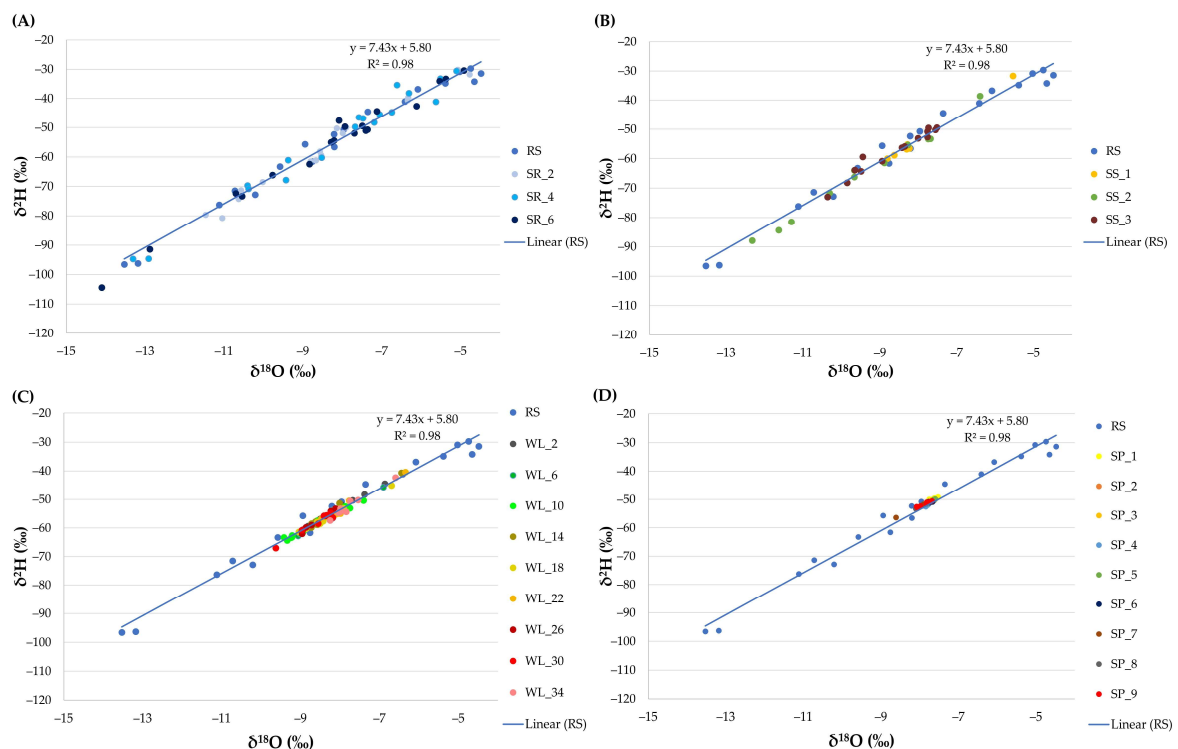 (A)
y = 7.43x + 5.80
R² = 0.98
δ²H (‰)
–20
–30
–40
–50
–60
–70
–80
–90
–100
–110
–120
–15
–13
–11
–9
–7
–5
δ¹⁸O (‰)
RS
SR_2
SR_4
SR_6
Linear (RS)
(B)
y = 7.43x + 5.80
R² = 0.98
δ²H (‰)
–20
–30
–40
–50
–60
–70
–80
–90
–100
–110
–120
–15
–13
–11
–9
–7
–5
δ¹⁸O (‰)
RS
SS_1
SS_2
SS_3
Linear (RS)
(C)
y = 7.43x + 5.80
R² = 0.98
δ²H (‰)
–20
–30
–40
–50
–60
–70
–80
–90
–100
–110
–120
–15
–13
–11
–9
–7
–5
δ¹⁸O (‰)
RS
WL_2
WL_6
WL_10
WL_14
WL_18
WL_22
WL_26
WL_30
WL_34
Linear (RS)
(D)
y = 7.43x + 5.80
R² = 0.98
δ²H (‰)
–20
–30
–40
–50
–60
–70
–80
–90
–100
–110
–120
–15
–13
–11
–9
–7
–5
δ¹⁸O (‰)
RS
SP_1
SP_2
SP_3
SP_4
SP_5
SP_6
SP_7
SP_8
SP_9
Linear (RS)